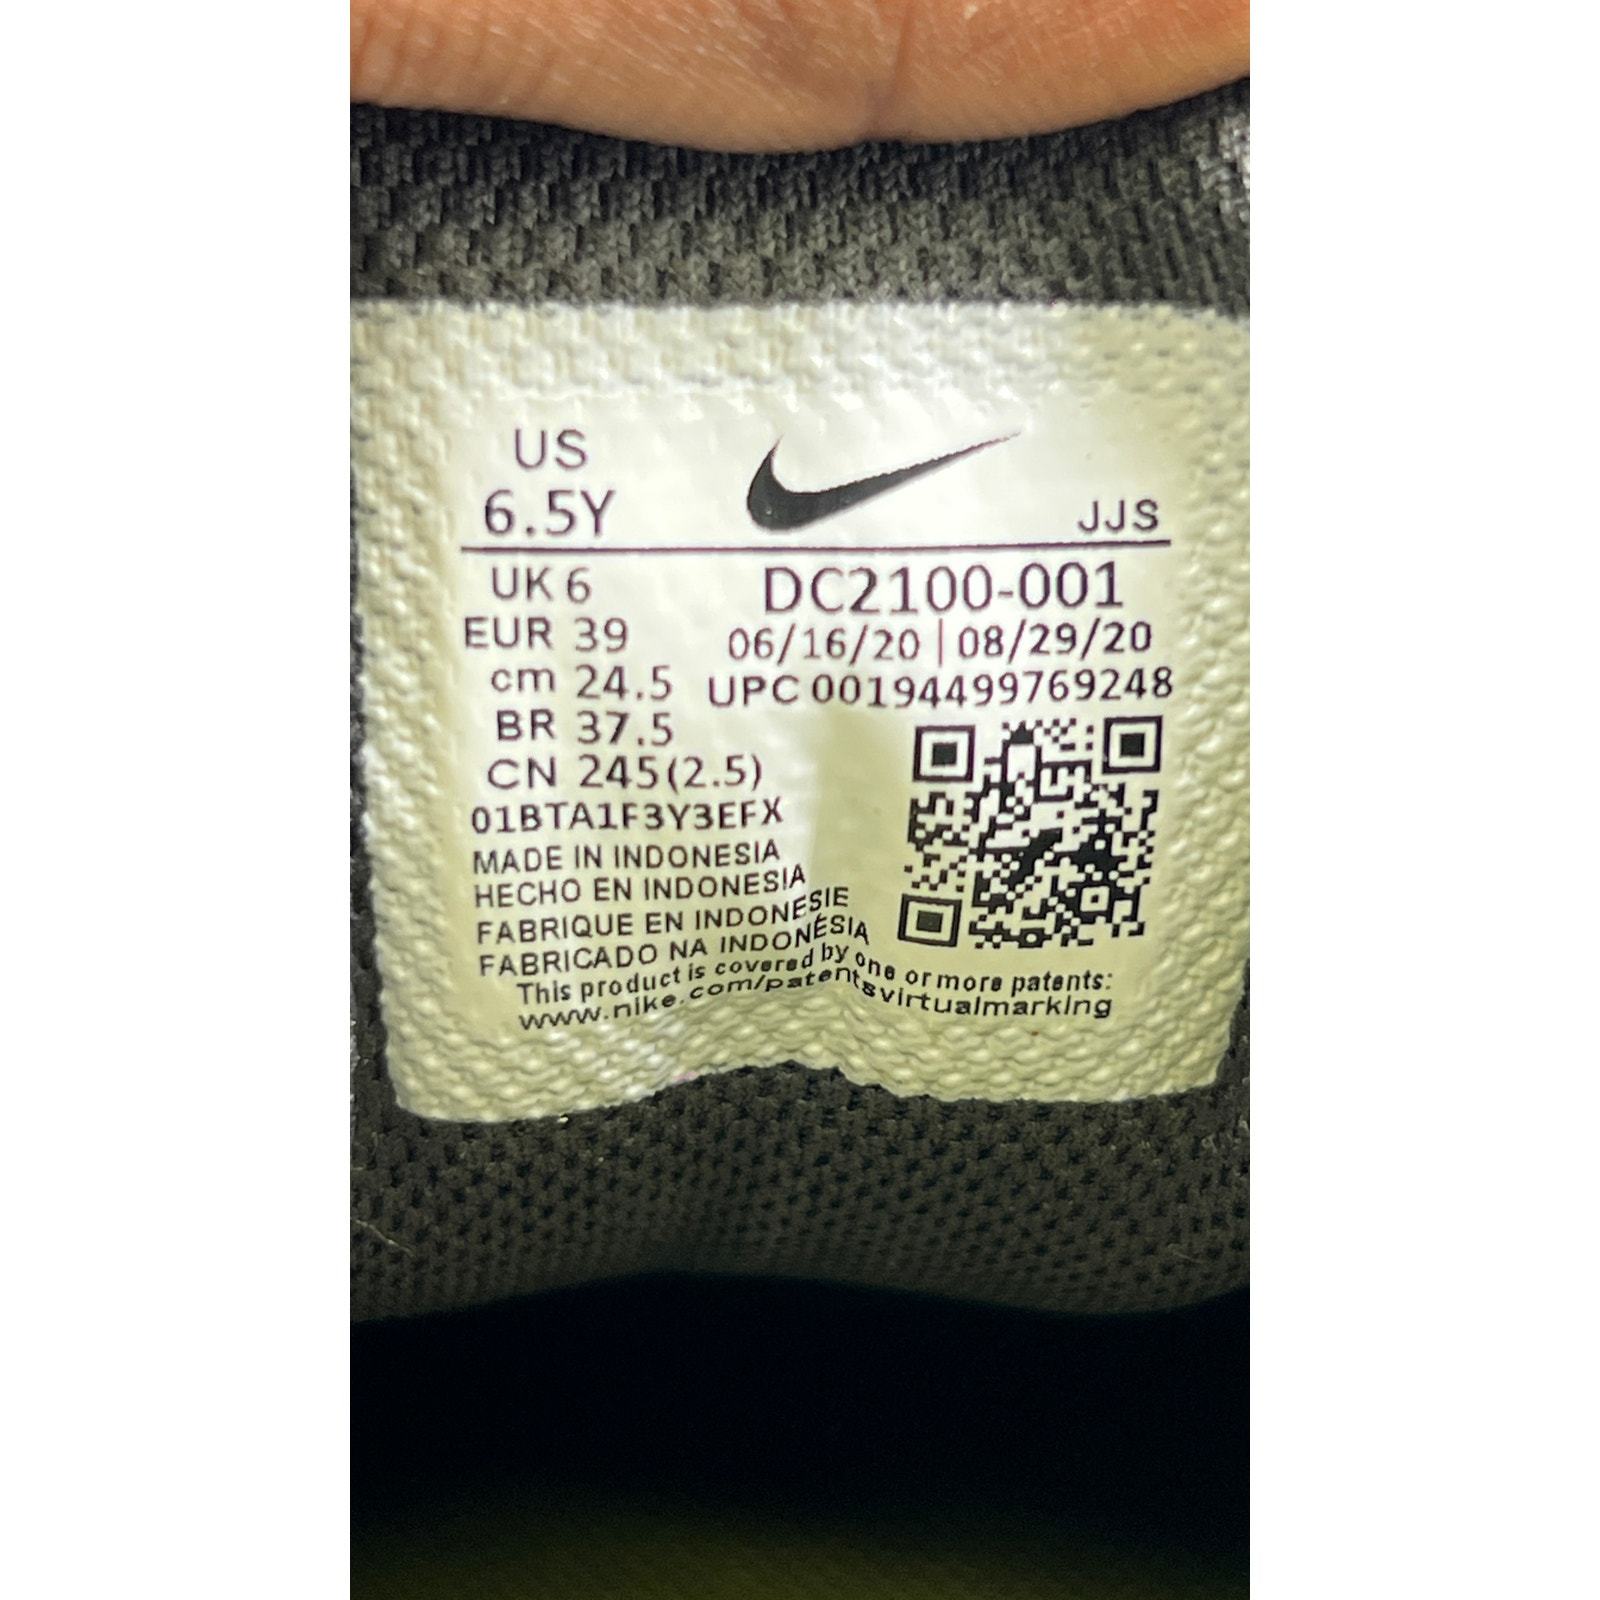 US
6.5Y
JJS
UK 6
EUR 39
cm 24.5
BR 37.5
CN 245(2.5)
DC2100-001
06/16/20 | 08/29/20
UPC 00194499769248
01BTA1F3Y3EFX
MADE IN INDONESIA
HECHO EN INDONESIA
FABRIQUE EN INDONESIE
FABRICADO NA INDONÉSIA
This product is covered by one or more patents:
www.nike.com/patentsvirtualmarking